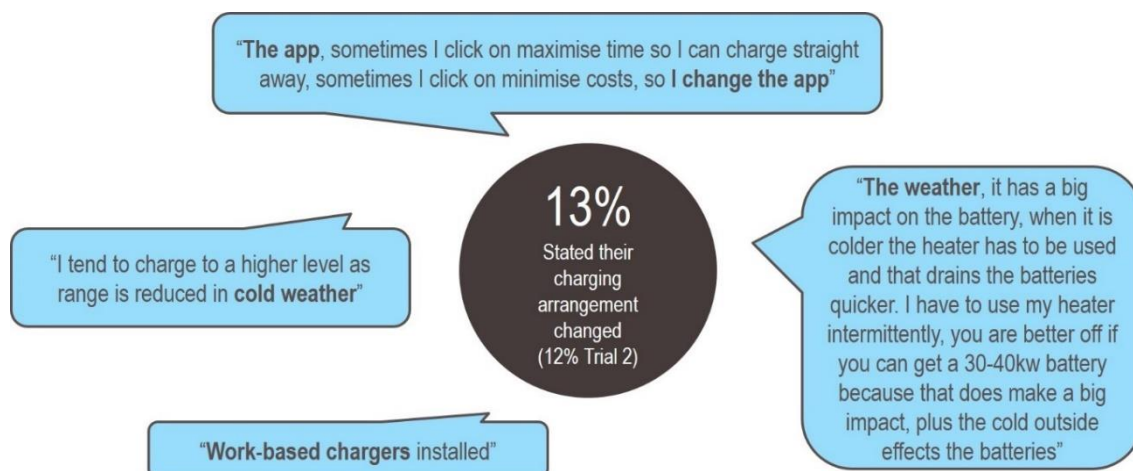 “The app, sometimes I click on maximise time so I can charge straight
away, sometimes I click on minimise costs, so I change the app”
13%
Stated their
charging
arrangement
changed
(12% Trial 2)
“I tend to charge to a higher level as
range is reduced in cold weather”
“The weather, it has a big
impact on the battery, when it is
colder the heater has to be used
and that drains the batteries
quicker. I have to use my heater
intermittently, you are better off if
you can get a 30-40kw battery
because that does make a big
impact, plus the cold outside
effects the batteries”
“Work-based chargers installed”